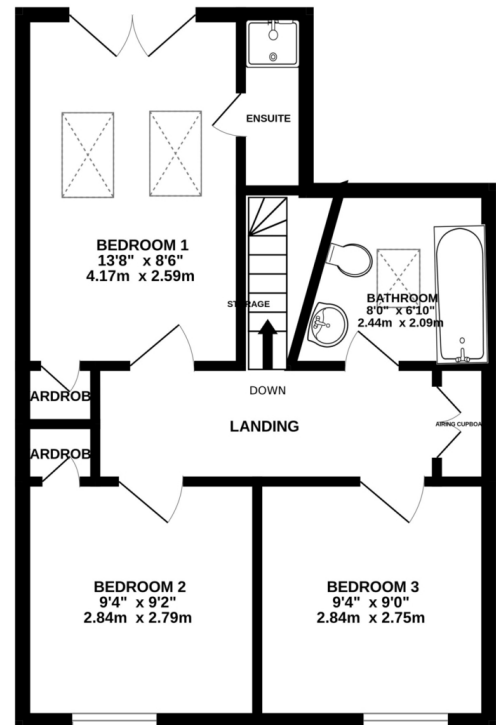 ENSUITE
BEDROOM 1
13'8" x 8'6"
4.17m x 2.59m
STORAGE
BATHROOM
8'0" x 6'10"
2.44m x 2.09m
ARDROB
DOWN
LANDING
AIRING CUPBOA
ARDROB
BEDROOM 2
9'4" x 9'2"
2.84m x 2.79m
BEDROOM 3
9'4" x 9'0"
2.84m x 2.75m